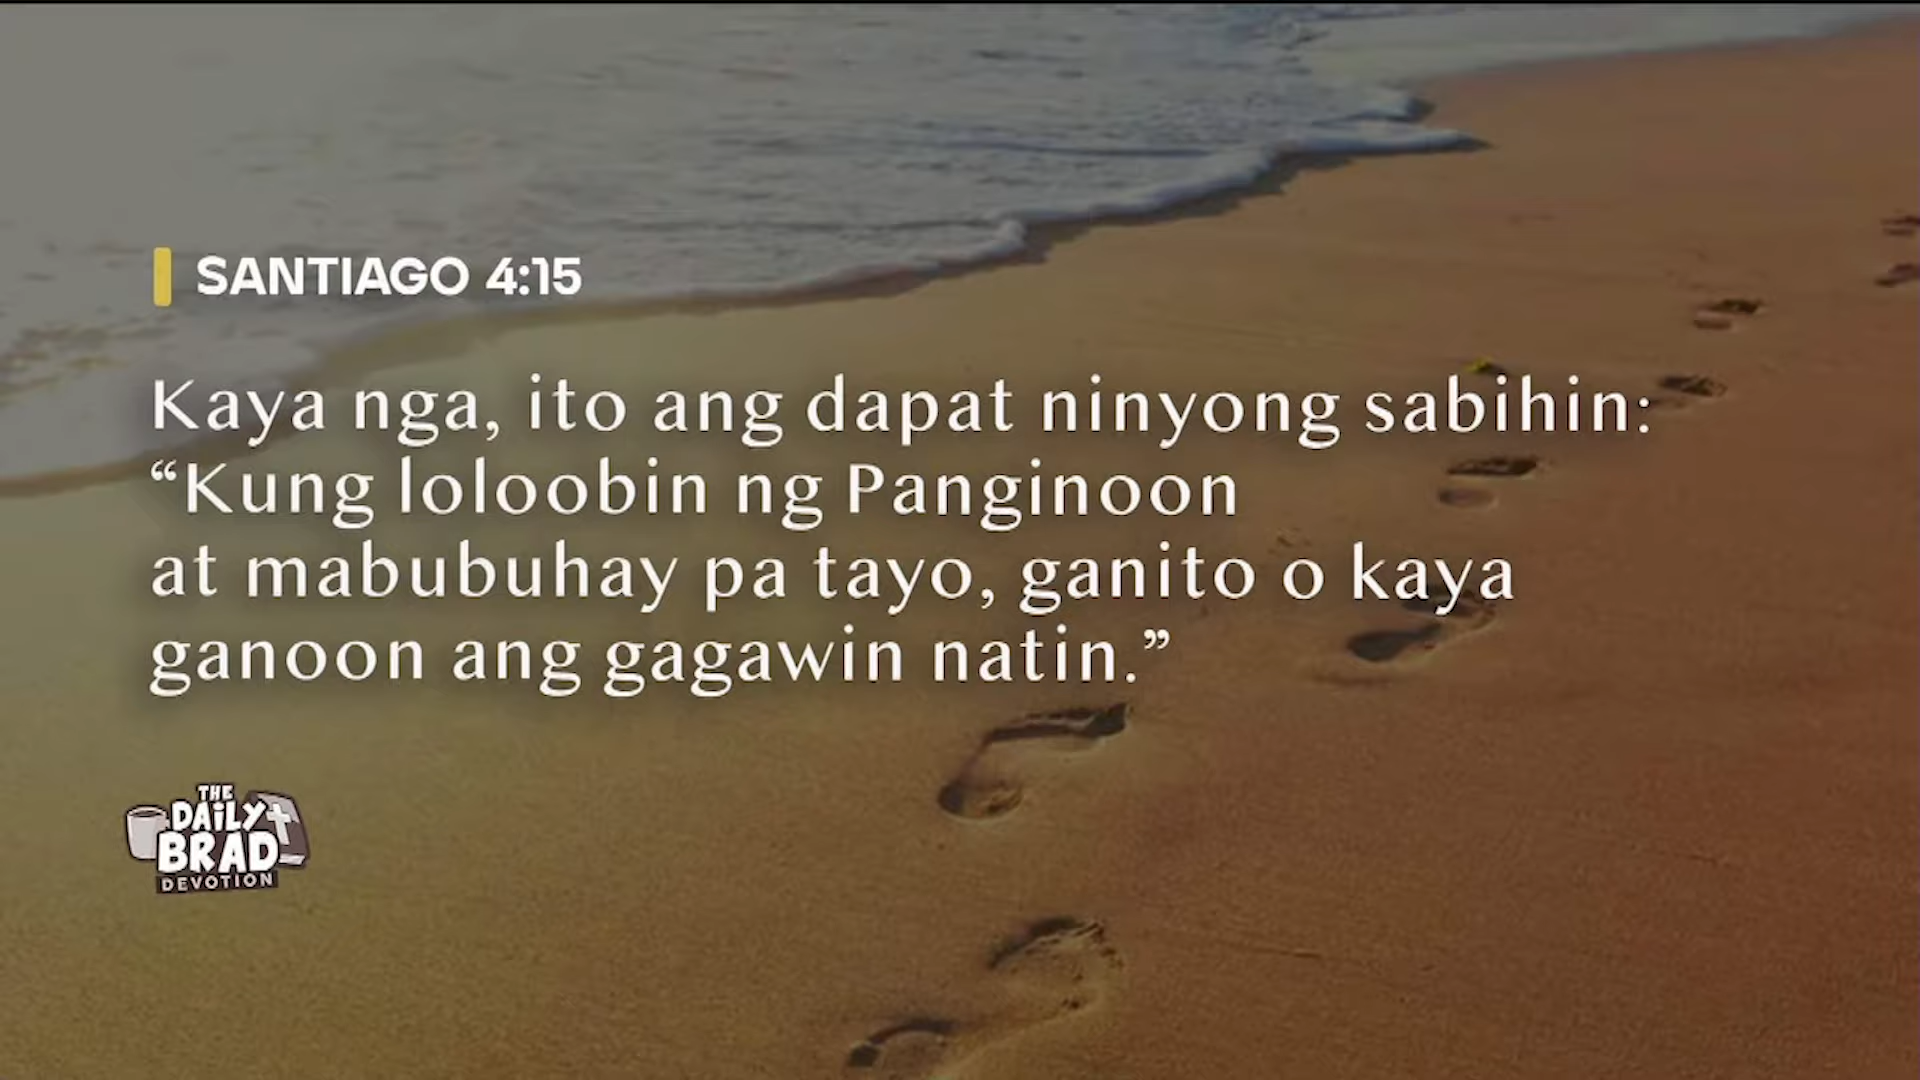 SANTIAGO 4:15
Kaya nga, ito ang dapat ninyong sabihin:
“Kung loloobin ng Panginoon
at mabubuhay pa tayo, ganito o kaya
ganoon ang gagawin natin.”
THE
DAiLY
BRAD
DEVOTION